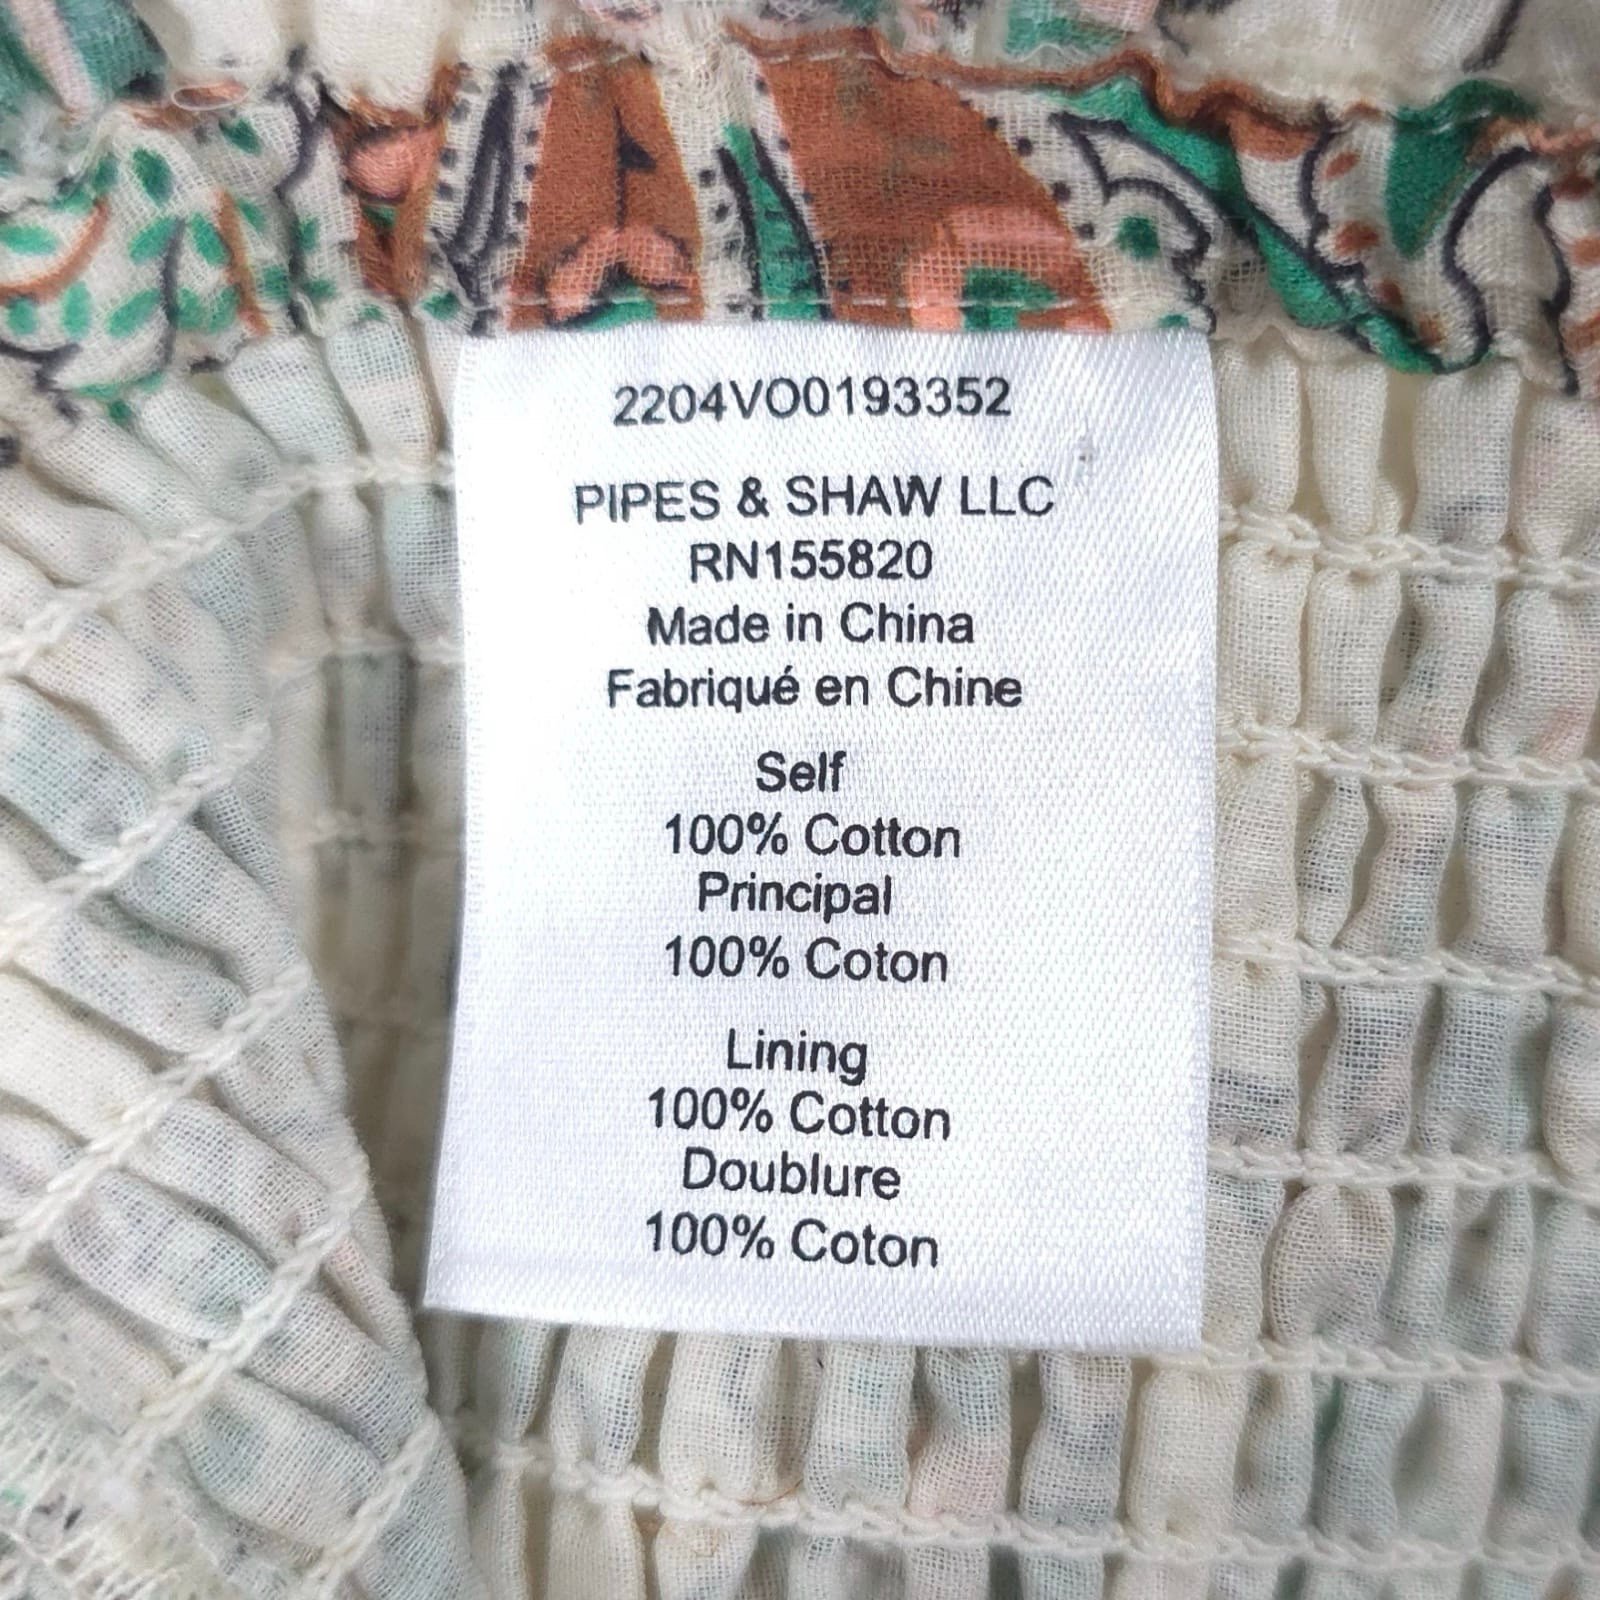 2204VO0193352
PIPES & SHAW LLC
RN155820
Made in China
Fabriqué en Chine
Self
100% Cotton
Principal
100% Coton
Lining
100% Cotton
Doublure
100% Coton